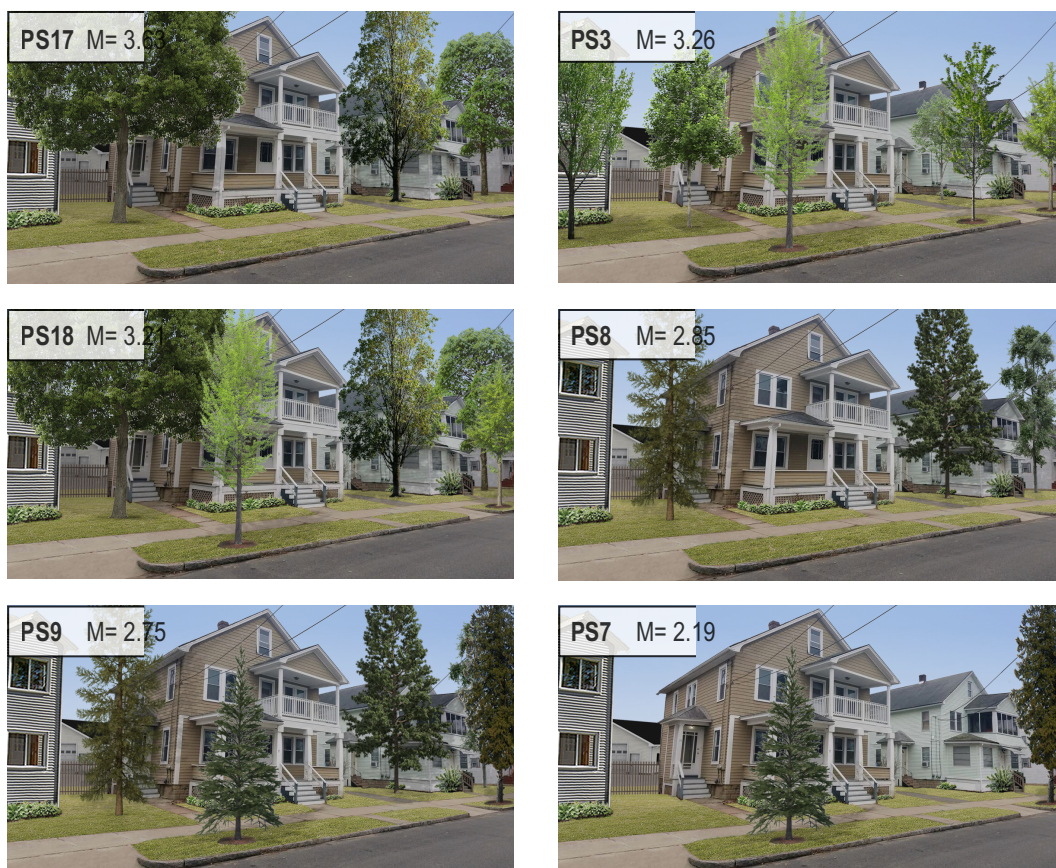 PS17 M= 3.63
PS3 M= 3.26
PS18 M= 3.21
PS8 M= 2.85
PS9 M= 2.75
PS7 M= 2.19